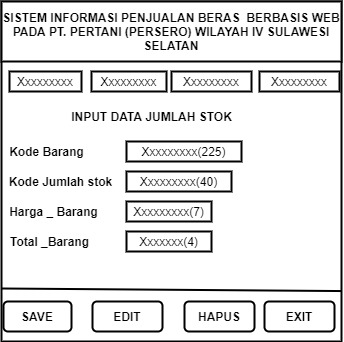 SISTEM INFORMASI PENJUALAN BERAS BERBASIS WEB
PADA PT. PERTANI (PERSERO) WILAYAH IV SULAWESI
SELATAN
Xxxxxxxxx Xxxxxxxxx Xxxxxxxxx Xxxxxxxxx
INPUT DATA JUMLAH STOK
Kode Barang Xxxxxxxxx(225)
Kode Jumlah stok Xxxxxxxxx(40)
Harga _ Barang Xxxxxxxxx(7)
Total _Barang Xxxxxxx(4)
SAVE EDIT HAPUS EXIT